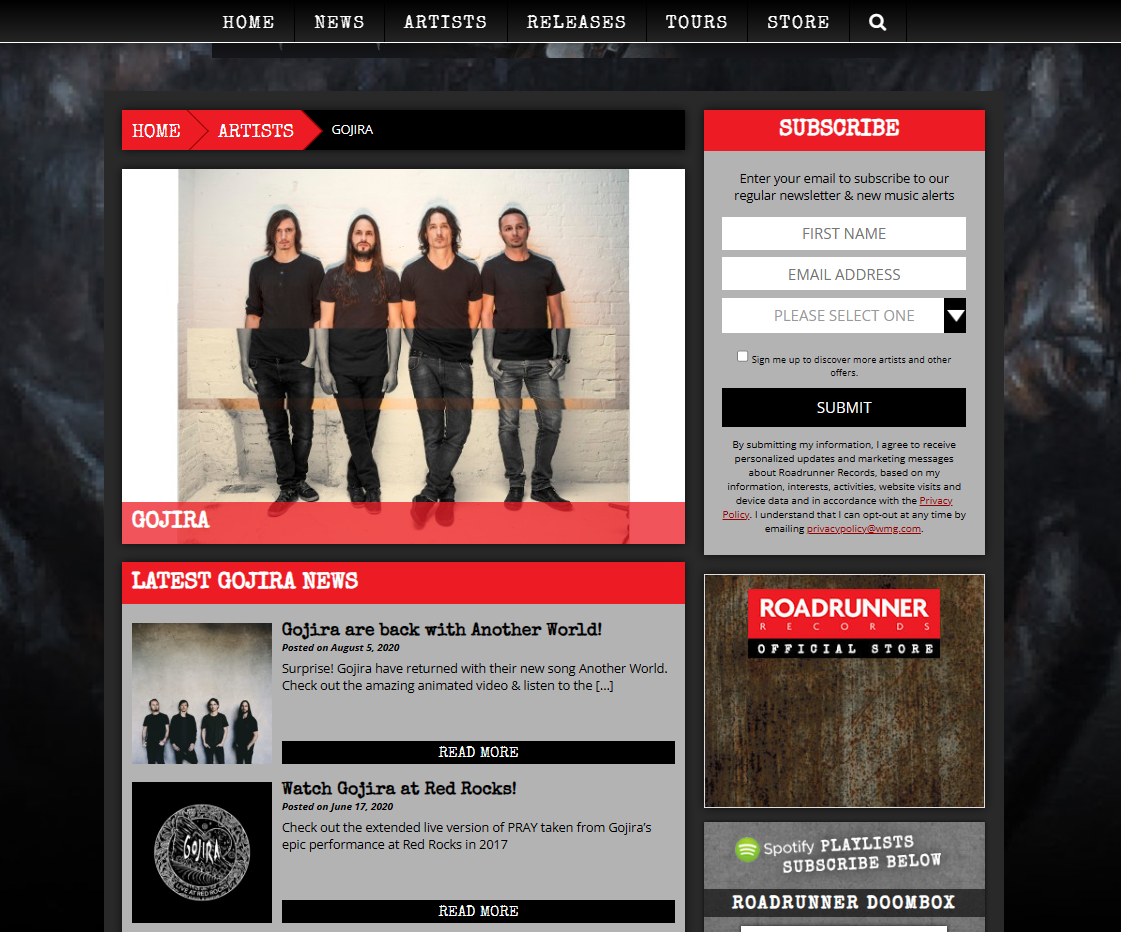 HOME NEWS ARTISTS RELEASES TOURS STORE
HOME ARTISTS GOJIRA
GOJIRA
LATEST GOJIRA NEWS
Gojira are back with Another World!
Posted on August 5, 2020
Surprise! Gojira have returned with their new song Another World.
Check out the amazing animated video & listen to the [...]
READ MORE
GOJIRA
LIVE AT RED ROCKS
Watch Gojira at Red Rocks!
Posted on June 17, 2020
Check out the extended live version of PRAY taken from Gojira's
epic performance at Red Rocks in 2017
READ MORE
SUBSCRIBE
Enter your email to subscribe to our
regular newsletter & new music alerts
FIRST NAME
EMAIL ADDRESS
PLEASE SELECT ONE
Sign me up to discover more artists and other
offers.
SUBMIT
By submitting my information, I agree to receive
personalized updates and marketing messages
about Roadrunner Records, based on my
information, interests, activities, website visits and
device data and in accordance with the Privacy
Policy. I understand that I can opt-out at any time by
emailing privacypolicy@wmg.com.
ROADRUNNER
RECORDS
OFFICIAL STORE
Spotify PLAYLISTS
SUBSCRIBE BELOW
ROADRUNNER DOOMBOX